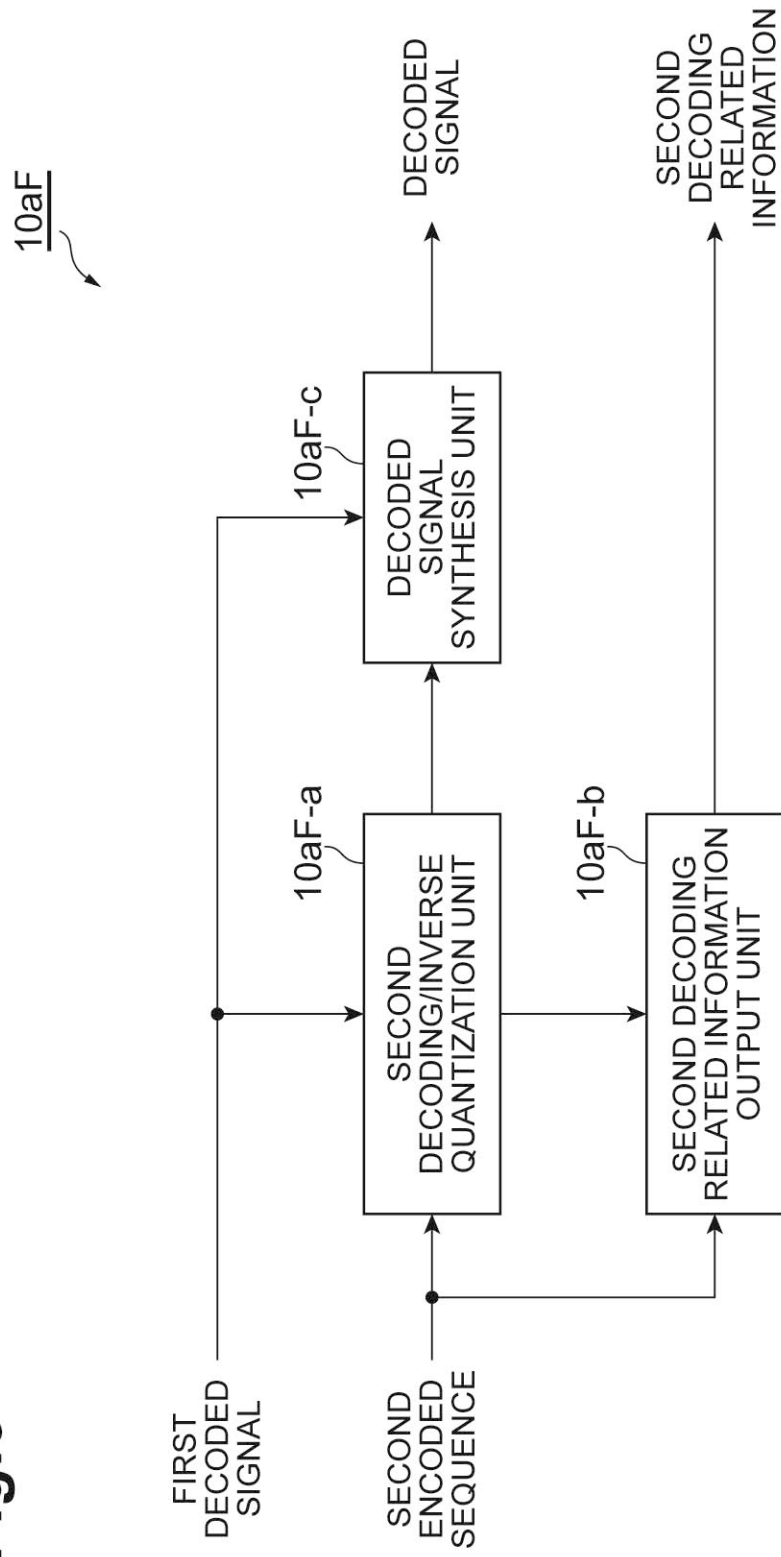 10aF
FIRST
DECODED
SIGNAL
SECOND
ENCODED
SEQUENCE
10aF-a
SECOND
DECODING/INVERSE
QUANTIZATION UNIT
10aF-c
DECODED
SIGNAL
SYNTHESIS UNIT
DECODED
SIGNAL
10aF-b
SECOND DECODING
RELATED INFORMATION
OUTPUT UNIT
SECOND
DECODING
RELATED
INFORMATION